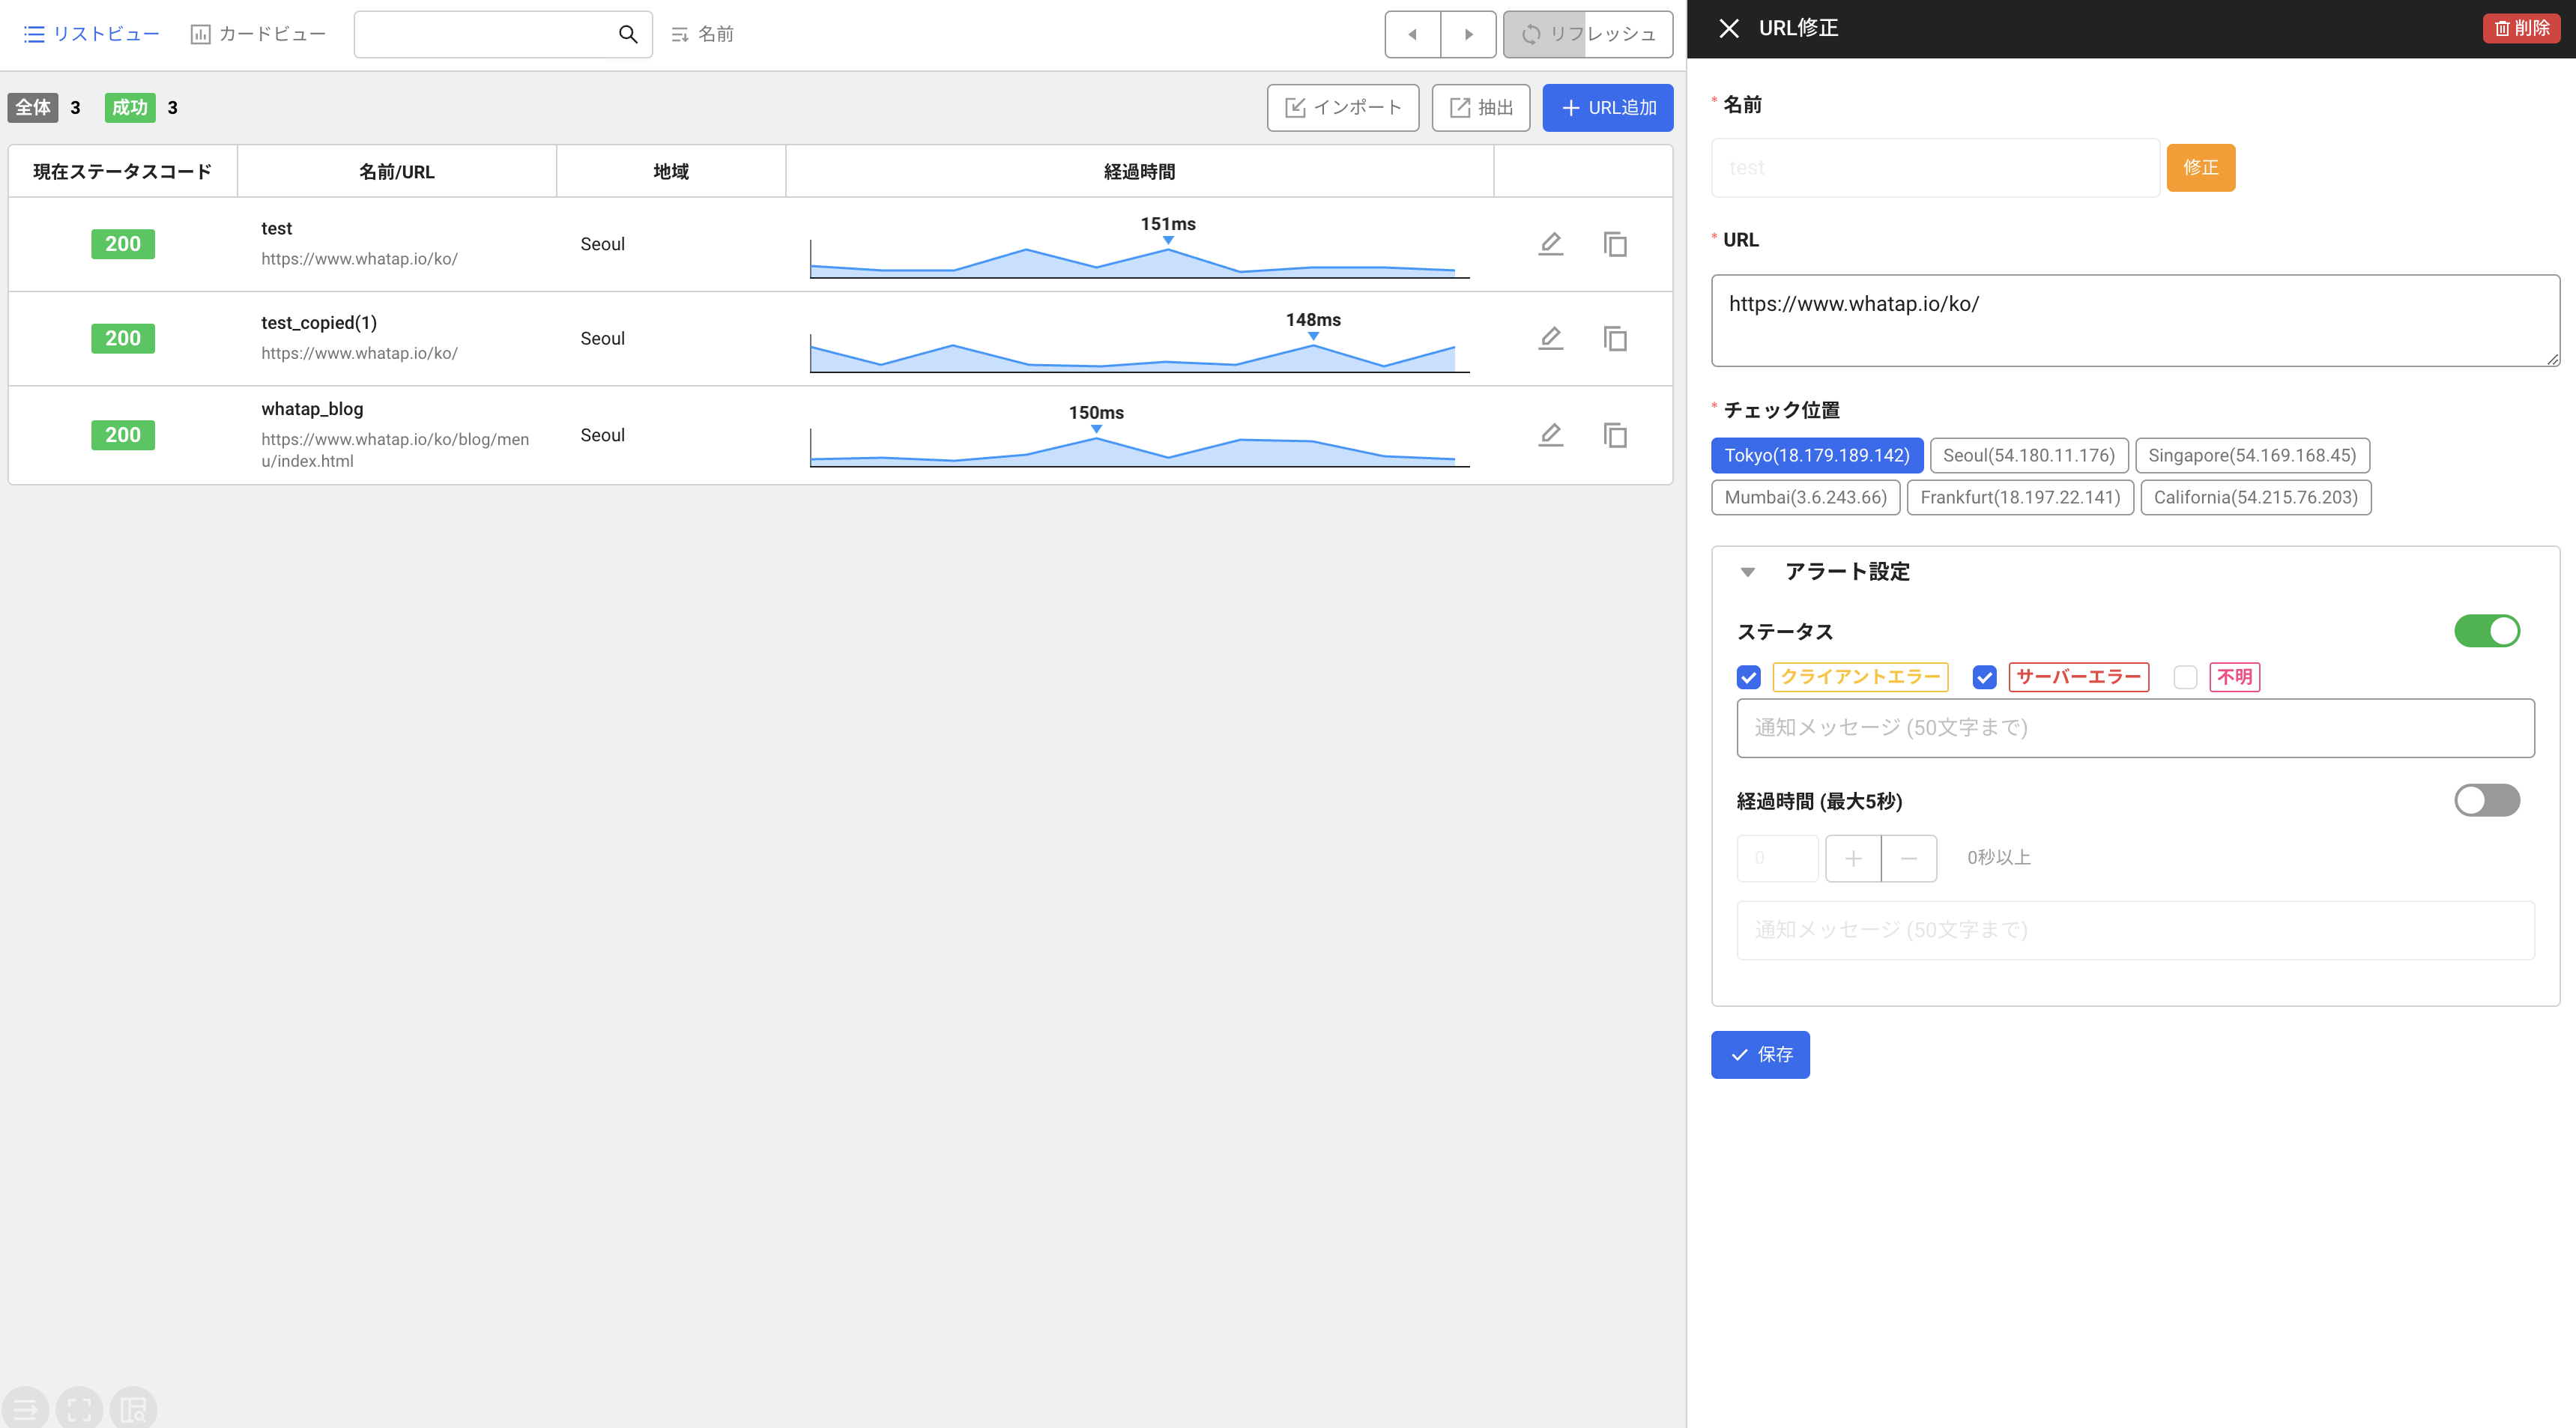 リストビュー カードビュー 名前 リフレッシュ
全体 3 成功 3 インポート 抽出 URL追加
現在ステータスコード 名前/URL 地域 経過時間
200 test https://www.whatap.io/ko/ Seoul 151ms
200 test_copied(1) https://www.whatap.io/ko/ Seoul 148ms
200 whatap_blog Seoul 150ms
https://www.whatap.io/ko/blog/men
u/index.html
URL修正 削除
* 名前
test 修正
* URL
https://www.whatap.io/ko/
* チェック位置
Tokyo(18.179.189.142) Seoul(54.180.11.176) Singapore(54.169.168.45)
Mumbai(3.6.243.66) Frankfurt(18.197.22.141) California(54.215.76.203)
アラート設定
ステータス
クライアントエラー サーバーエラー 不明
通知メッセージ (50文字まで)
経過時間 (最大5秒)
0 0秒以上
通知メッセージ (50文字まで)
保存